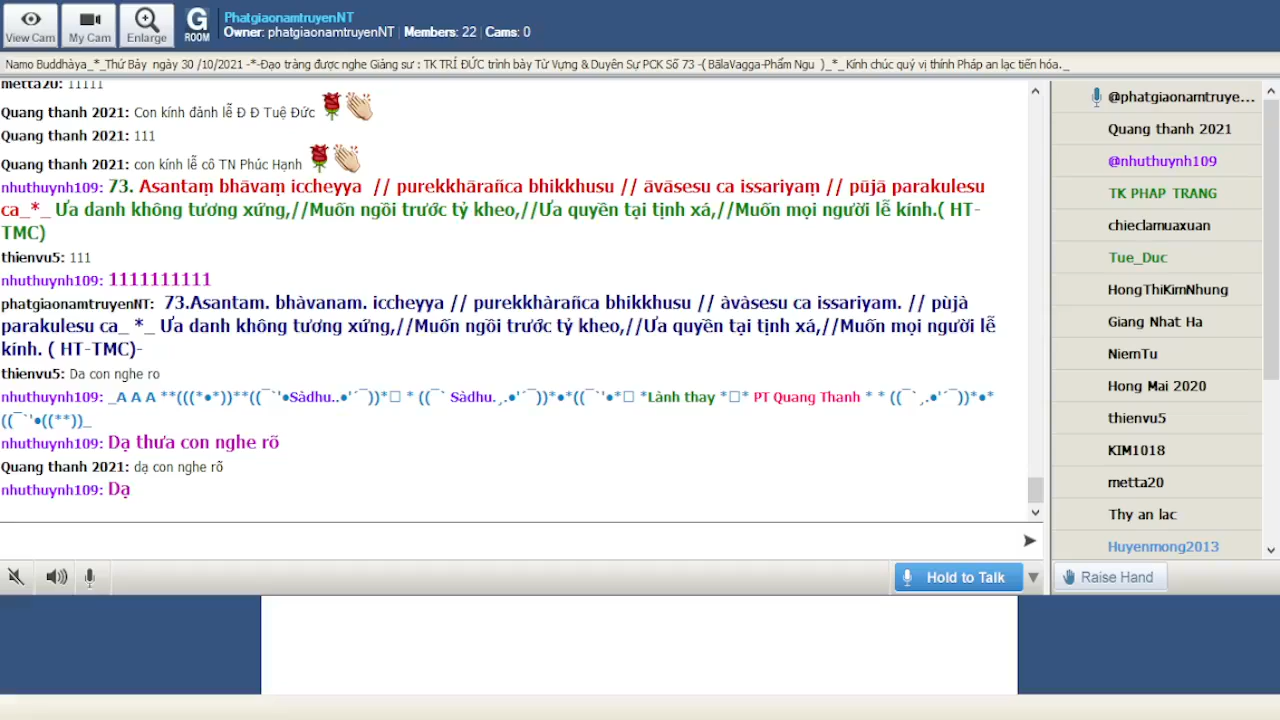 View Cam
My Cam
Enlarge
G
ROOM
PhatgiaonamtruyenNT
Owner: phatgiaonamtruyenNT | Members: 22 | Cams: 0
Namo Buddhàya_*_Thứ Bảy ngày 30 /10/2021 -*-Đạo tràng được nghe Giảng sư : TK TRÍ ĐỨC trình bày Từ Vựng & Duyên Sự PCK Số 73 -( BãlaVagga-Phẩm Ngu )_*_ Kính chúc quý vị thính Pháp an lạc tiến hóa._
metta20: 11111
Quang thanh 2021: Con kính đảnh lễ Đ Đ Tuệ Đức
Quang thanh 2021: 111
Quang thanh 2021: con kính lễ cô TN Phúc Hạnh
nhuthuynh109: 73. Asantaṃ bhāvaṃ iccheyya // purekkhārañca bhikkhusu // āvāsesu ca issariyaṃ // pūjā parakulesu
ca_*_ Ưa danh không tương xứng,//Muốn ngồi trước tỷ kheo,//Ưa quyền tại tịnh xá,//Muốn mọi người lễ kính.( HT-
TMC)
thienvu5: 111
nhuthuynh109: 1111111111
phatgiaonamtruyenNT: 73.Asantam. bhàvanam. iccheyya // purekkhàrañca bhikkhusu // àvàsesu ca issariyam. // pùjà
parakulesu ca_ *_ Ưa danh không tương xứng,//Muốn ngồi trước tỷ kheo,//Ưa quyền tại tịnh xá,//Muốn mọi người lễ
kính. ( HT-TMC)-
thienvu5: Da con nghe ro
nhuthuynh109: _A A A **(((*●*))**((¯`'●Sàdhu..●'´¯))*□ * ((¯` Sàdhu.¸.●'´¯))*●*((¯`'●*□ *Lành thay *□* PT Quang Thanh * * ((¯`¸.●'´¯))*●*
((¯`'●((**))_
nhuthuynh109: Dạ thưa con nghe rõ
Quang thanh 2021: dạ con nghe rõ
nhuthuynh109: Dạ
@phatgiaonamtruye...
Quang thanh 2021
@nhuthuynh109
TK PHAP TRANG
chieclamuaxuan
Tue_Duc
HongThiKimNhung
Giang Nhat Ha
NiemTu
Hong Mai 2020
thienvu5
KIM1018
metta20
Thy an lac
Huyenmong2013
Hold to Talk
Raise Hand